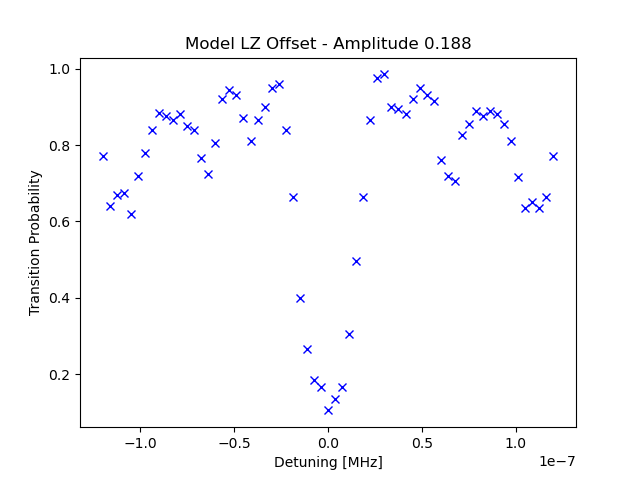 Model LZ Offset - Amplitude 0.188
1.0
0.8
0.6
0.4
0.2
Transition Probability
−1.0 −0.5 0.0 0.5 1.0
1e−7
Detuning [MHz]